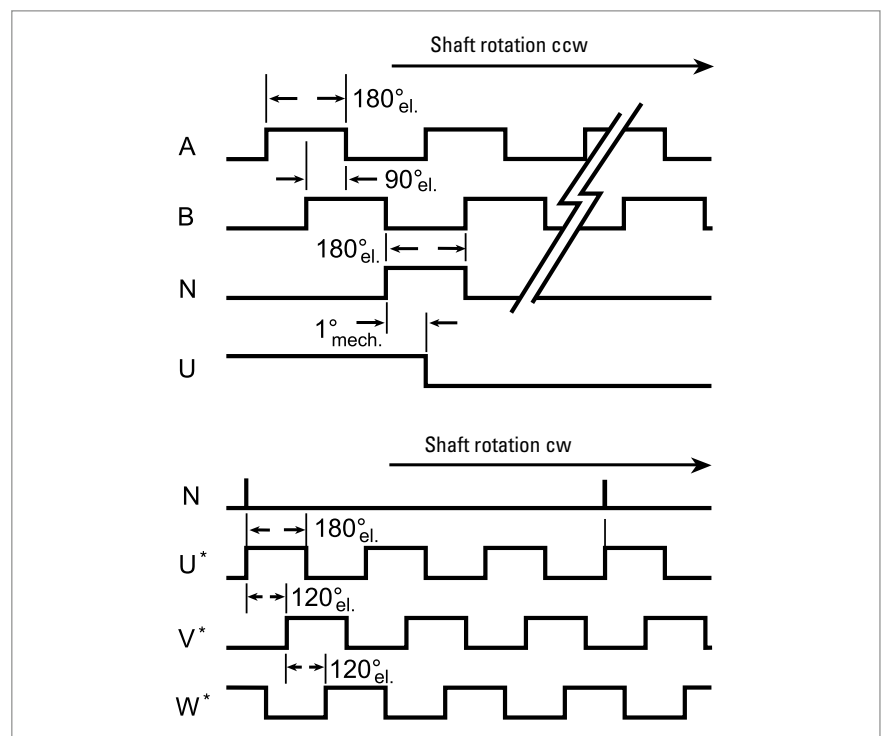 Shaft rotation ccw
180°el.
A
90°el.
B
180°el.
N
1°mech.
U
Shaft rotation cw
N
180°el.
U*
120°el.
V*
120°el.
W*